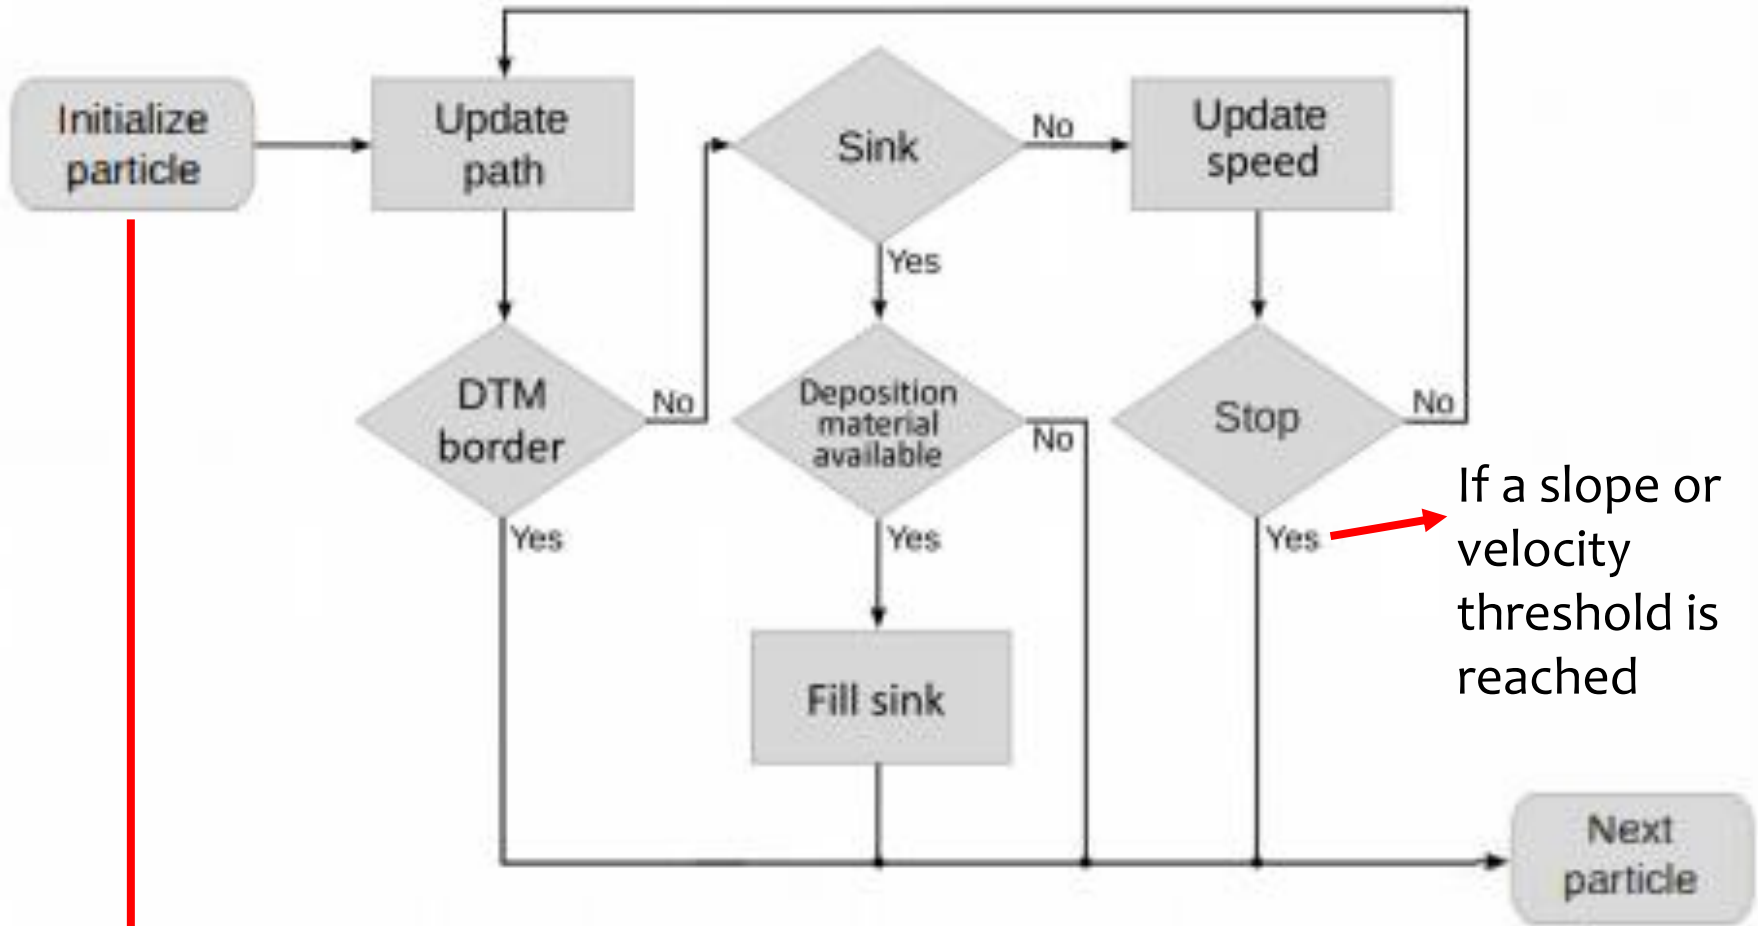 Initialize
particle
Update
path
Sink
No
Update
speed
Yes
DTM
border
No
Deposition
material
available
No
Stop
No
Yes
Yes
Yes
If a slope or
velocity
threshold is
reached
Fill sink
Next
particle